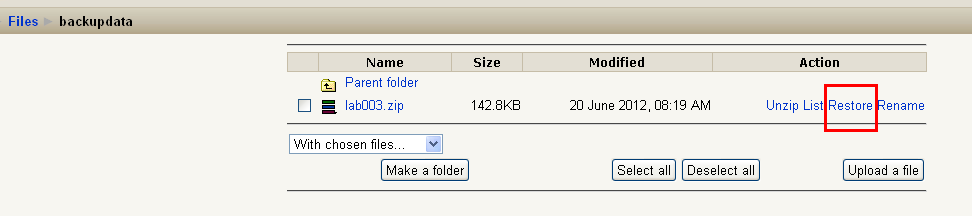 Files ► backupdata
Name Size Modified Action
Parent folder
lab003.zip 142.8KB 20 June 2012, 08:19 AM Unzip List Restore Rename
With chosen files...
Make a folder Select all Deselect all Upload a file